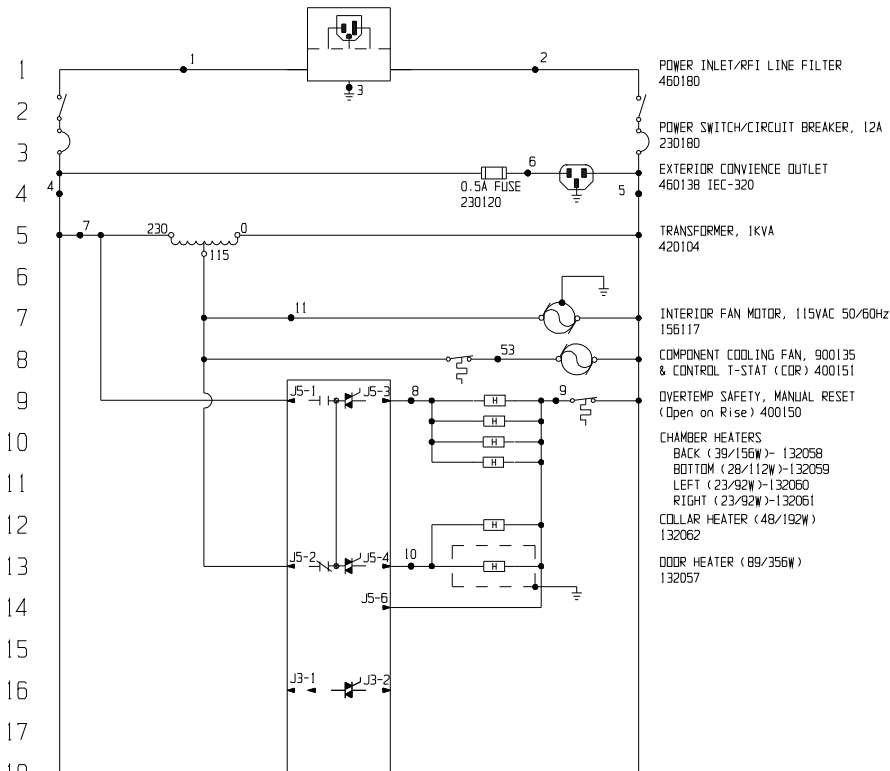 1 1 2 POWER INLET/RFI LINE FILTER
460180
3
2
POWER SWITCH/CIRCUIT BREAKER, 12A
230180
3
6 EXTERIOR CONVIENCE OUTLET
4 4 0.5A FUSE 5 460138 IEC-320
230120
5 7 230 0 TRANSFORMER, 1KVA
115 420104
6
7 11 INTERIOR FAN MOTOR, 115VAC 50/60Hz
156117
8 53 COMPONENT COOLING FAN, 900135
& CONTROL T-STAT (COR) 400151
9 J5-1 J5-3 8 H 9 OVERTEMP SAFETY, MANUAL RESET
(Open on Rise) 400150
H
10 H CHAMBER HEATERS
BACK (39/156W)- 132058
H BOTTOM (28/112W)-132059
11 LEFT (23/92W)-132060
RIGHT (23/92W)-132061
12 H COLLAR HEATER (48/192W)
132062
13 J5-2 J5-4 10 H DOOR HEATER (89/356W)
132057
14 J5-6
15
16 J3-1 J3-2
17
18